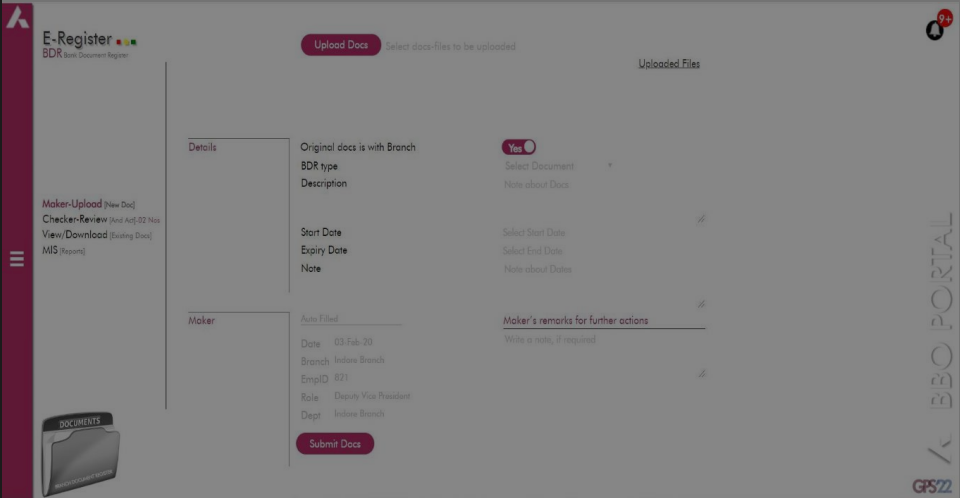 9+
E-Register
BDR Bank Document Register
Upload Docs Select docs-files to be uploaded
Uploaded Files
Details
Original docs is with Branch Yes
BDR type Select Document
Description Note about Docs
Start Date Select Start Date
Expiry Date Select End Date
Note Note about Dates
Maker-Upload [New Doc]
Checker-Review [And Act]-02 Nos
View/Download [Existing Docs]
MIS [Reports]
Maker
Auto Filled
Date 03-Feb-20
Branch Indore Branch
EmpID 821
Role Deputy Vice President
Dept Indore Branch
Maker's remarks for further actions
Write a note, if required
Submit Docs
DOCUMENTS
BBO PORTAL
GPS'22